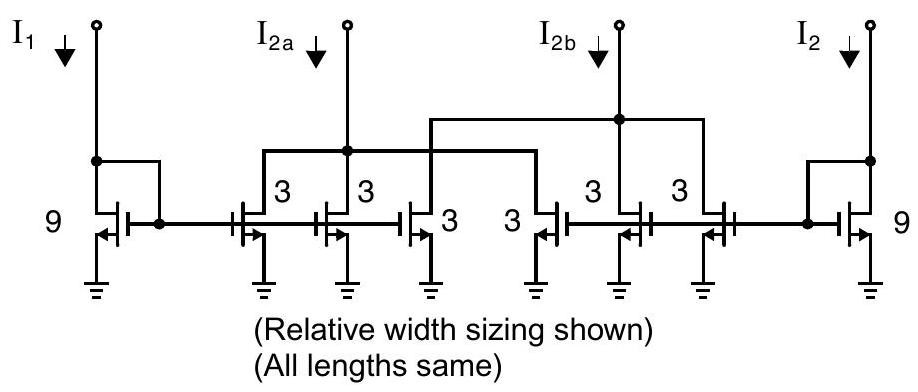 I1 I2a I2b I2
9 3 3 3 3 3 3 9
(Relative width sizing shown)
(All lengths same)